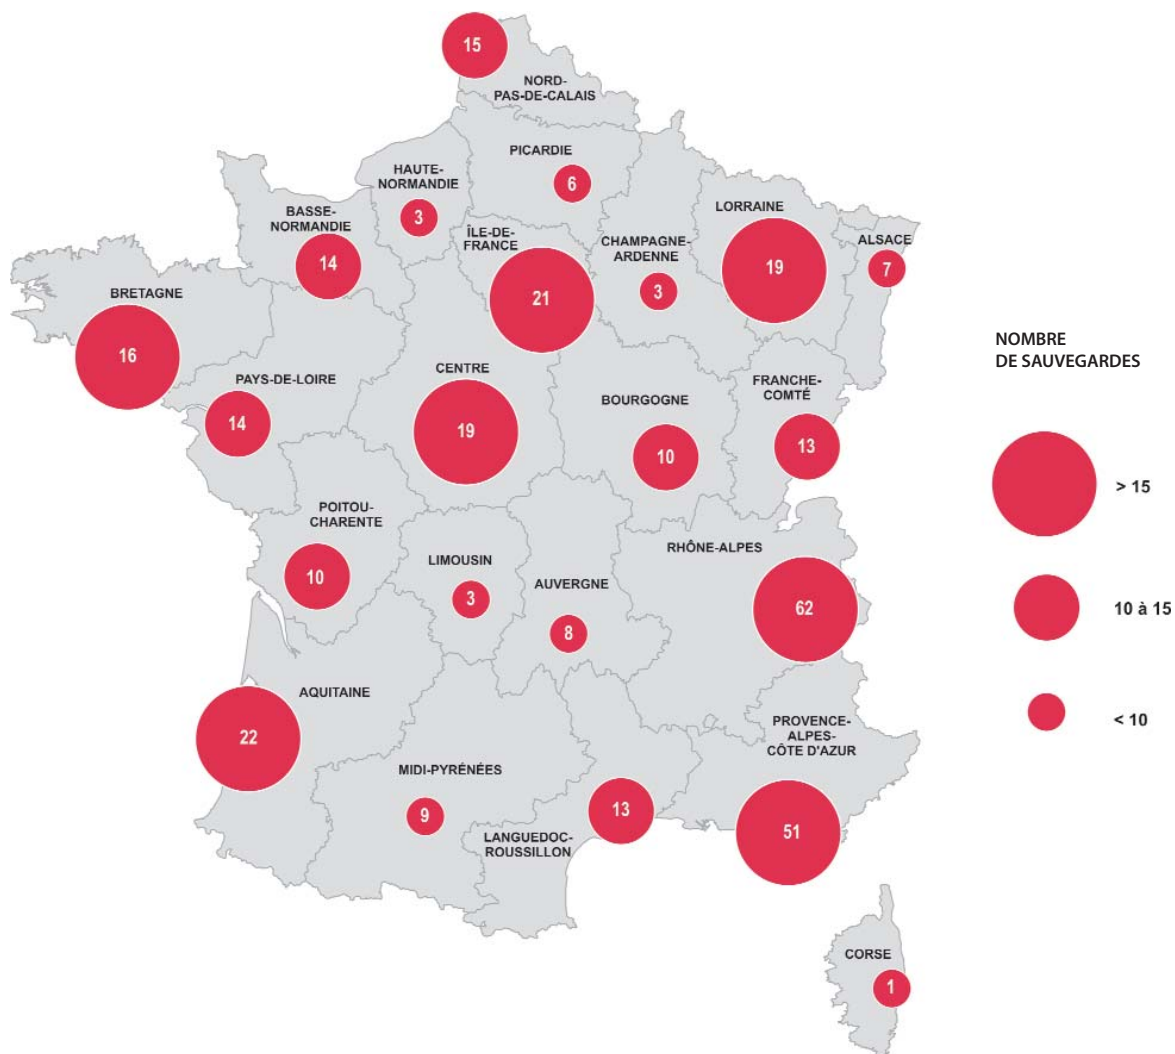 15
NORD-
PAS-DE-CALAIS
PICARDIE
6
HAUTE-
NORMANDIE
3
BASSE-
NORMANDIE
14
ÎLE-DE-
FRANCE
21
CHAMPAGNE-
ARDENNE
3
LORRAINE
19
ALSACE
7
BRETAGNE
16
PAYS-DE-LOIRE
14
CENTRE
19
BOURGOGNE
10
FRANCHE-
COMTÉ
13
POITOU-
CHARENTE
10
LIMOUSIN
3
AUVERGNE
8
RHÔNE-ALPES
62
AQUITAINE
22
MIDI-PYRÉNÉES
9
LANGUEDOC-
ROUSSILLON
13
PROVENCE-
ALPES-
CÔTE D'AZUR
51
CORSE
1
NOMBRE
DE SAUVEGARDES
> 15
10 à 15
< 10